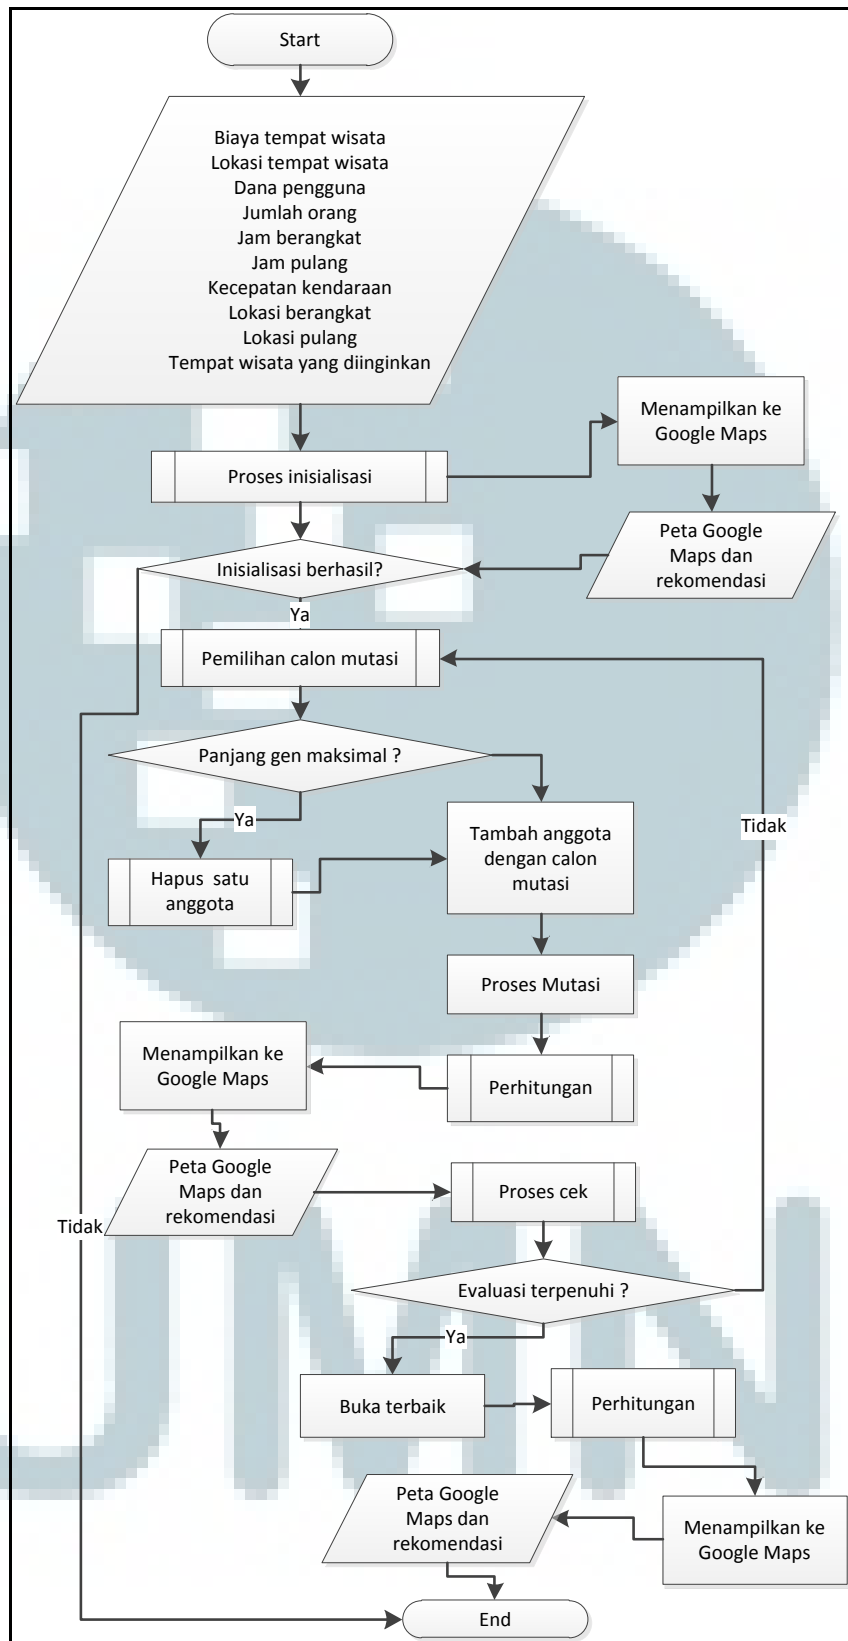 Start
Biaya tempat wisata
Lokasi tempat wisata
Dana pengguna
Jumlah orang
Jam berangkat
Jam pulang
Kecepatan kendaraan
Lokasi berangkat
Lokasi pulang
Tempat wisata yang diinginkan
Menampilkan ke
Google Maps
Proses inisialisasi
Peta Google
Maps dan
rekomendasi
Inisialisasi berhasil?
Ya
Pemilihan calon mutasi
Panjang gen maksimal ?
Ya
Tidak
Tambah anggota
dengan calon
mutasi
Hapus satu
anggota
Proses Mutasi
Menampilkan ke
Google Maps
Perhitungan
Peta Google
Maps dan
rekomendasi
Proses cek
Tidak
Evaluasi terpenuhi ?
Ya
Buka terbaik
Perhitungan
Peta Google
Maps dan
rekomendasi
Menampilkan ke
Google Maps
End
UMN